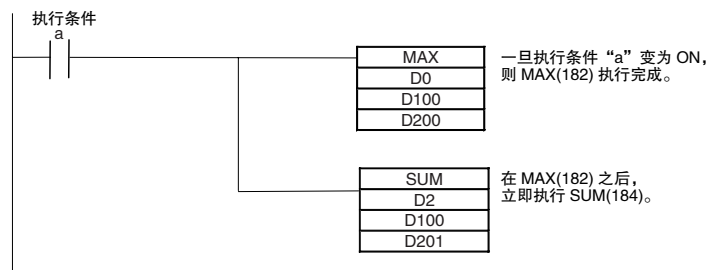 执行条件
a
MAX
D0
D100
D200
一旦执行条件“a”变为 ON，
则 MAX(182) 执行完成。
SUM
D2
D100
D201
在 MAX(182) 之后，
立即执行 SUM(184)。